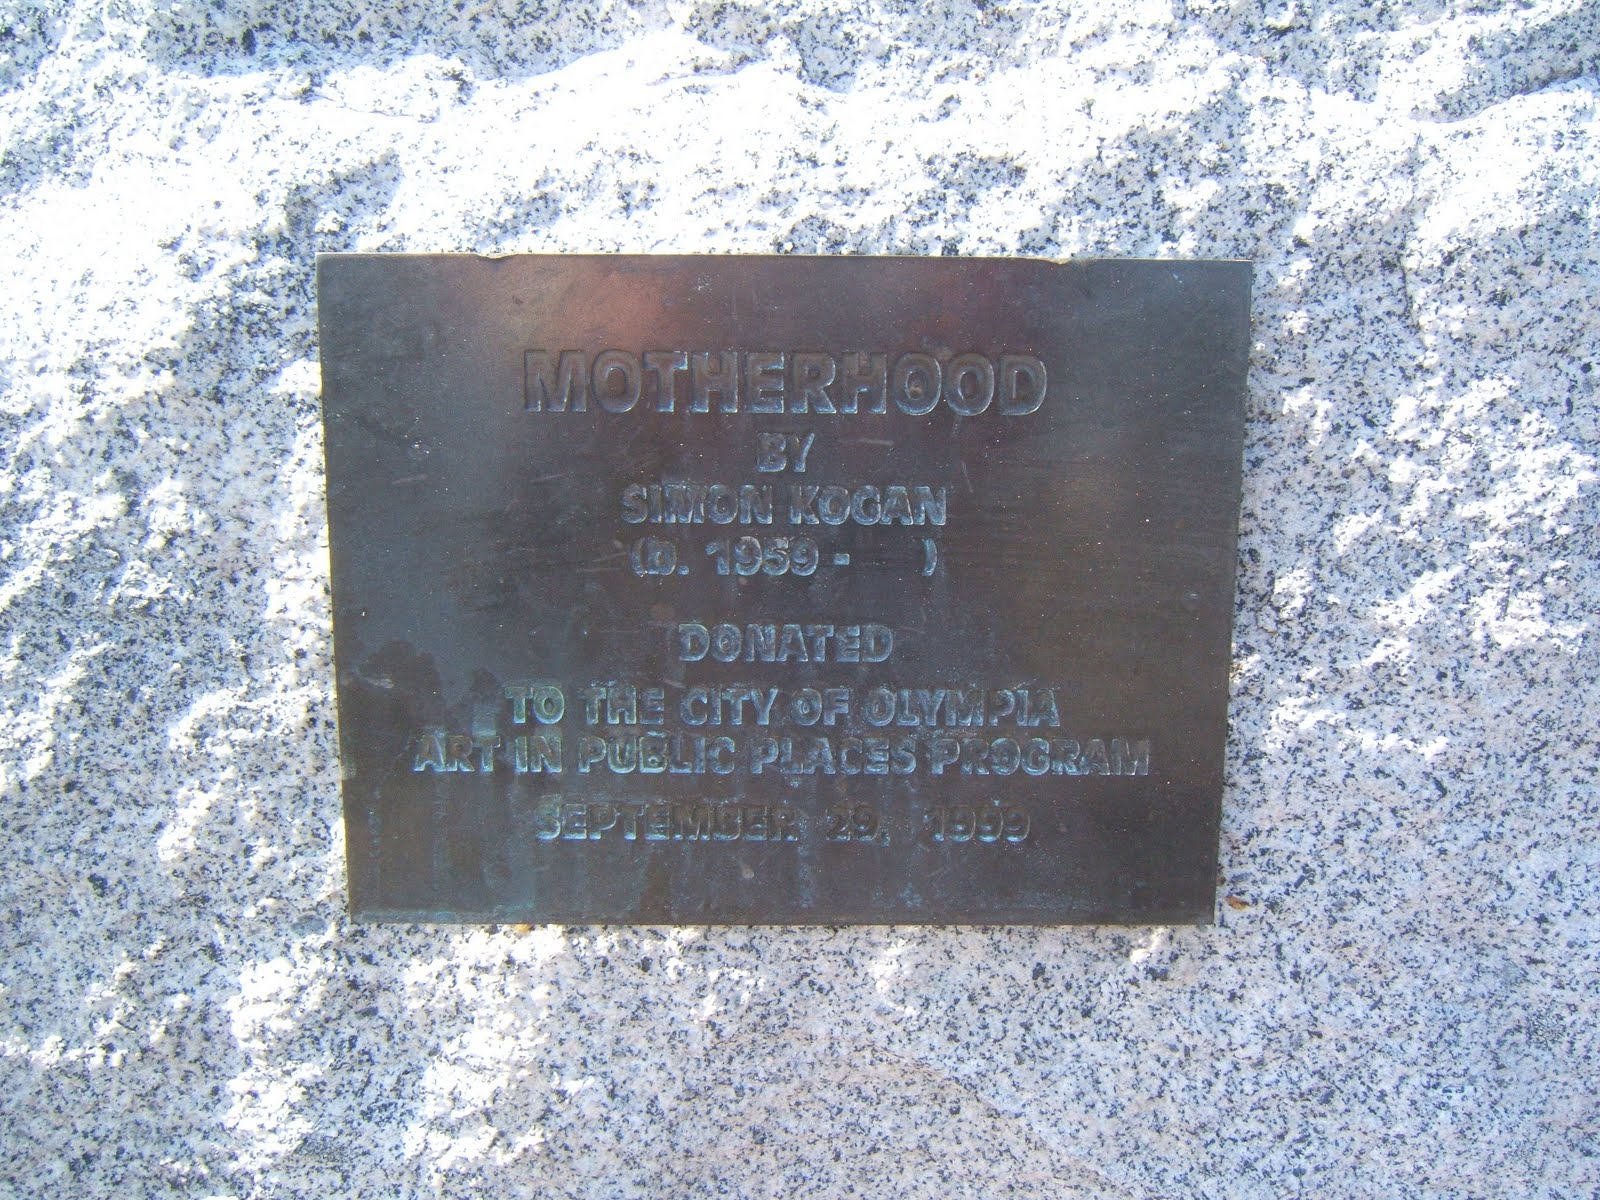 MOTHERHOOD
BY
SIMON KOGAN
(b. 1959 -      )
DONATED
TO THE CITY OF OLYMPIA
ART IN PUBLIC PLACES PROGRAM
SEPTEMBER 29, 1999